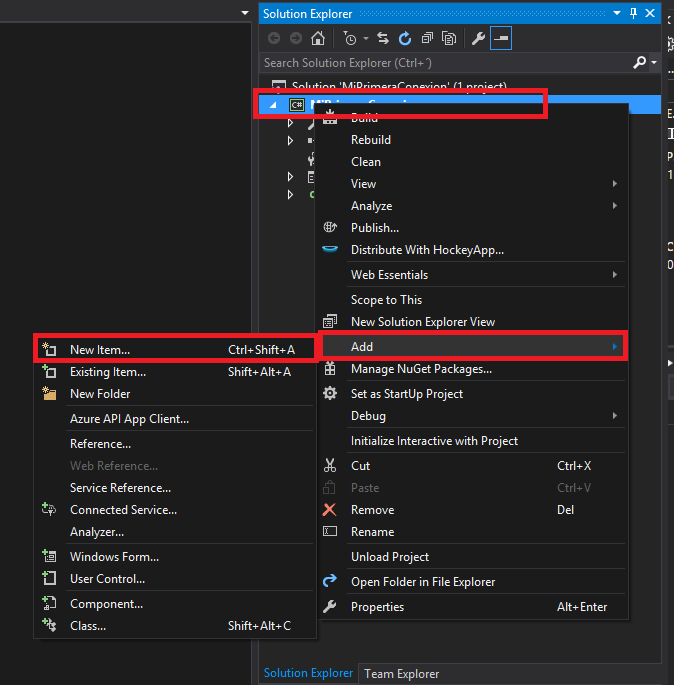 Solution Explorer
Search Solution Explorer (Ctrl+´)
Solution 'MiPrimeraConexion' (1 project)
C#
Build
Rebuild
Clean
View
Analyze
Publish...
Distribute With HockeyApp...
Web Essentials
Scope to This
New Solution Explorer View
Add
Manage NuGet Packages...
Set as StartUp Project
Debug
Initialize Interactive with Project
Cut Ctrl+X
Paste Ctrl+V
Remove Del
Rename
Unload Project
Open Folder in File Explorer
Properties Alt+Enter
New Item... Ctrl+Shift+A
Existing Item... Shift+Alt+A
New Folder
Azure API App Client...
Reference...
Web Reference...
Service Reference...
Connected Service...
Analyzer...
Windows Form...
User Control...
Component...
Class... Shift+Alt+C
Solution Explorer Team Explorer